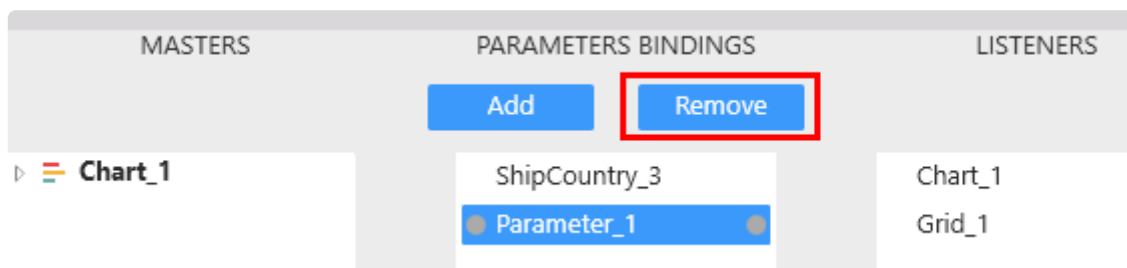 MASTERS PARAMETERS BINDINGS LISTENERS
Add Remove
Chart_1 ShipCountry_3 Chart_1
Parameter_1 Grid_1